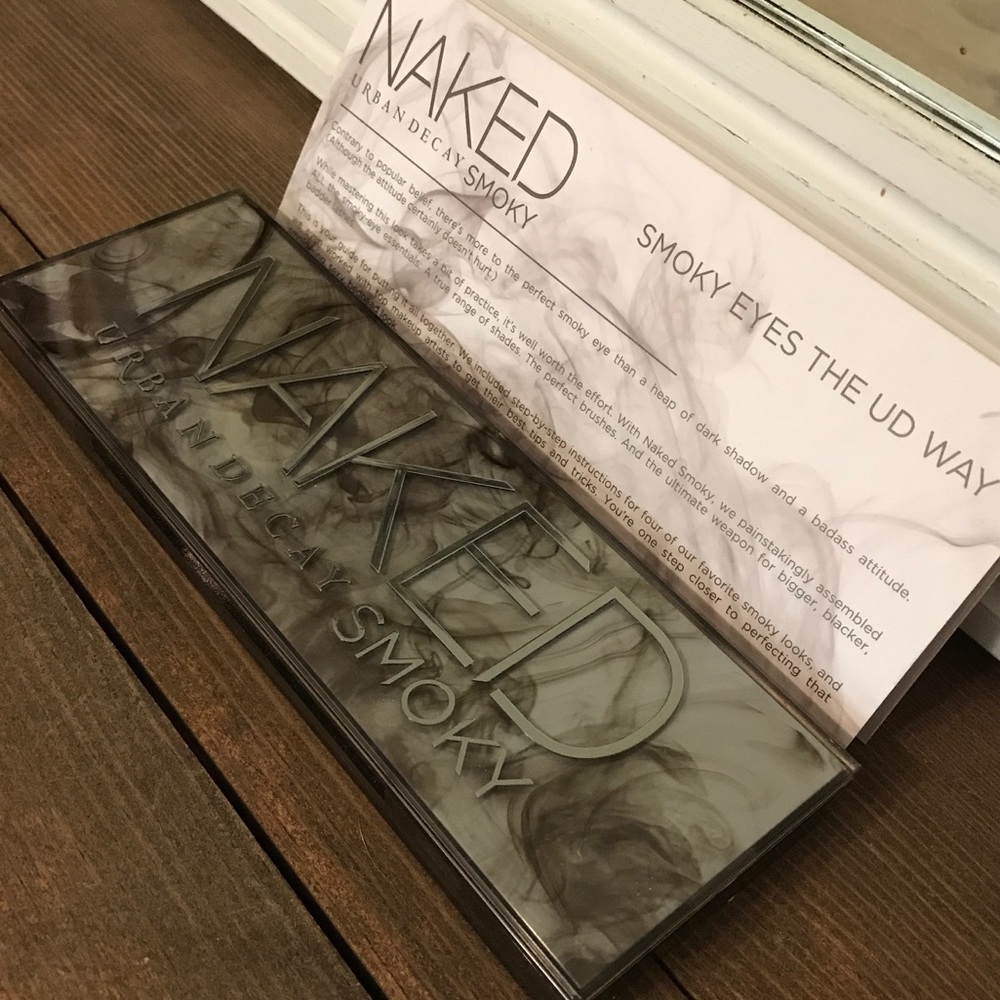 NAKED
URBAN DECAY SMOKY
SMOKY EYES THE UD WAY
Contrary to popular belief, there's more to the perfect smoky eye than a heap of dark shadow and a badass attitude.
(Although the attitude certainly doesn't hurt.)
While mastering this look takes a bit of practice, it's well worth the effort. With Naked Smoky, we painstakingly assembled
ALL the smoky-eye essentials. A true range of shades. The perfect brushes. And the ultimate weapon for bigger, blacker,
badder
This is your guide for putting it all together. We included step-by-step instructions for four of our favorite smoky looks, and
worked with top makeup artists to get their best tips and tricks. You're one step closer to perfecting that
look.
NAKED
URBAN DECAY SMOKY